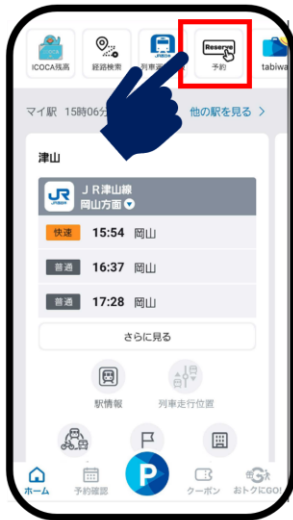 Reserve
ICOCA残高 経路検索 予約 tabiwa
マイ駅 15時06分 他の駅を見る >
津山
JR JR津山線
岡山方面
快速 15:54 岡山
普通 16:37 岡山
普通 17:28 岡山
さらに見る
駅情報 列車走行位置
P
ホーム 予約確認 クーポン おトクにGO!